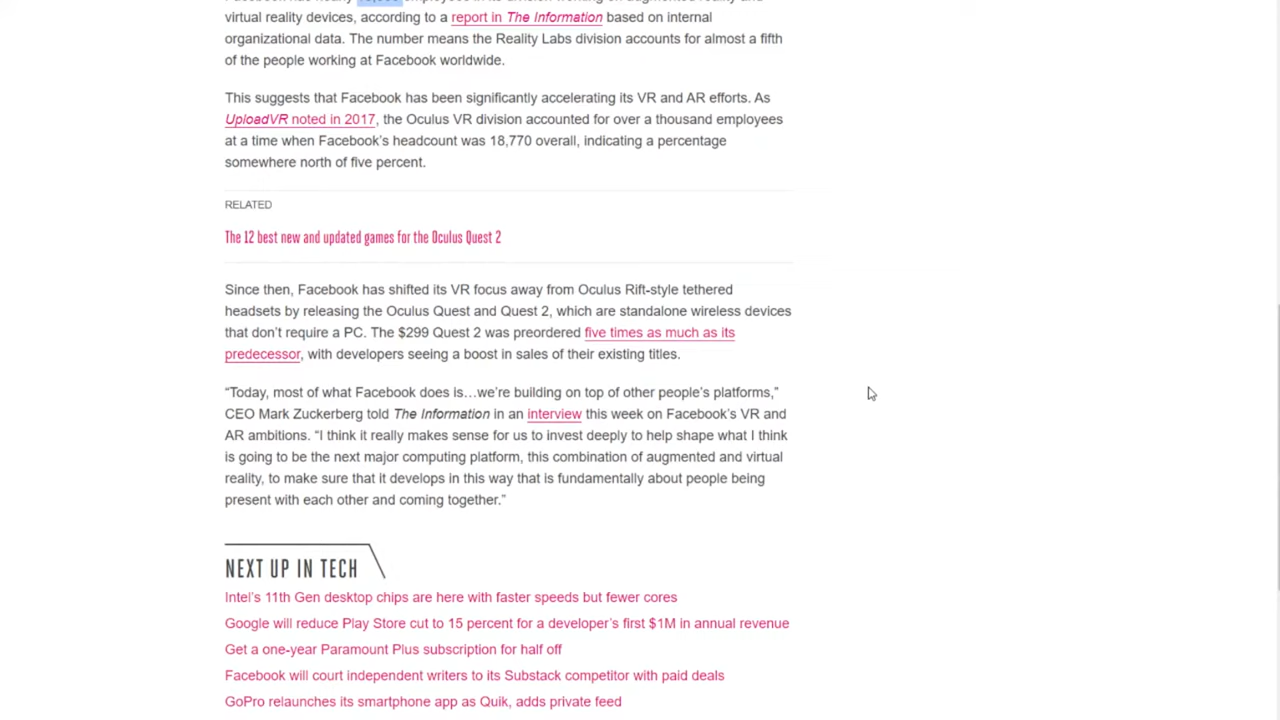 virtual reality devices, according to a report in The Information based on internal
organizational data. The number means the Reality Labs division accounts for almost a fifth
of the people working at Facebook worldwide.
This suggests that Facebook has been significantly accelerating its VR and AR efforts. As
UploadVR noted in 2017, the Oculus VR division accounted for over a thousand employees
at a time when Facebook’s headcount was 18,770 overall, indicating a percentage
somewhere north of five percent.
RELATED
The 12 best new and updated games for the Oculus Quest 2
Since then, Facebook has shifted its VR focus away from Oculus Rift-style tethered
headsets by releasing the Oculus Quest and Quest 2, which are standalone wireless devices
that don’t require a PC. The $299 Quest 2 was preordered five times as much as its
predecessor, with developers seeing a boost in sales of their existing titles.
“Today, most of what Facebook does is…we’re building on top of other people’s platforms,”
CEO Mark Zuckerberg told The Information in an interview this week on Facebook’s VR and
AR ambitions. “I think it really makes sense for us to invest deeply to help shape what I think
is going to be the next major computing platform, this combination of augmented and virtual
reality, to make sure that it develops in this way that is fundamentally about people being
present with each other and coming together.”
NEXT UP IN TECH
Intel’s 11th Gen desktop chips are here with faster speeds but fewer cores
Google will reduce Play Store cut to 15 percent for a developer’s first $1M in annual revenue
Get a one-year Paramount Plus subscription for half off
Facebook will court independent writers to its Substack competitor with paid deals
GoPro relaunches its smartphone app as Quik, adds private feed